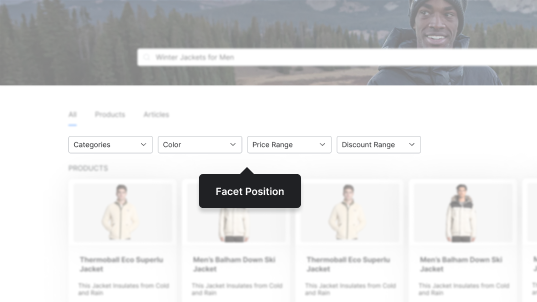 Winter Jackets for Men
All Products Articles
Categories Color Price Range Discount Range
PRODUCTS
Facet Position
Thermoball Eco Superlu Jacket
Men's Balham Down Ski Jacket
Thermoball Eco Superlu Jacket
Men's Balham Down Ski Jacket
This Jacket Insulates from Cold and Rain
This Jacket Insulates from Cold and Rain
This Jacket Insulates from Cold and Rain
This Jacket Insulates from Cold and Rain